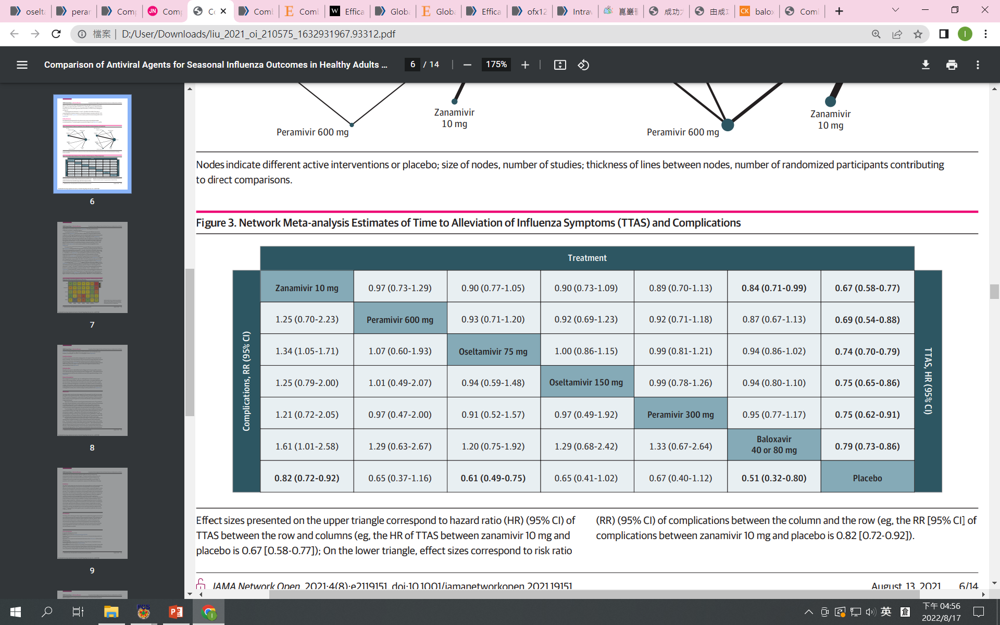 oselta
peran
Comp
JN Comp
Co
Comb
E Comb
W Effica
Globa
E Globa
Effica
ofx12
Intrav
崑巖醫
成功大
由成功
CK balox
Comb
檔案 D:/User/Downloads/liu_2021_oi_210575_1632931967.93312.pdf
I
Comparison of Antiviral Agents for Seasonal Influenza Outcomes in Healthy Adults ...
6 / 14
175%
6
7
8
9
Peramivir 600 mg
Zanamivir
10 mg
Peramivir 600 mg
Zanamivir
10 mg
Nodes indicate different active interventions or placebo; size of nodes, number of studies; thickness of lines between nodes, number of randomized participants contributing
to direct comparisons.
Figure 3. Network Meta-analysis Estimates of Time to Alleviation of Influenza Symptoms (TTAS) and Complications
Treatment
Complications, RR (95% CI)
TTAS, HR (95% CI)
Zanamivir 10 mg 0.97 (0.73-1.29) 0.90 (0.77-1.05) 0.90 (0.73-1.09) 0.89 (0.70-1.13) 0.84 (0.71-0.99) 0.67 (0.58-0.77)
1.25 (0.70-2.23) Peramivir 600 mg 0.93 (0.71-1.20) 0.92 (0.69-1.23) 0.92 (0.71-1.18) 0.87 (0.67-1.13) 0.69 (0.54-0.88)
1.34 (1.05-1.71) 1.07 (0.60-1.93) Oseltamivir 75 mg 1.00 (0.86-1.15) 0.99 (0.81-1.21) 0.94 (0.86-1.02) 0.74 (0.70-0.79)
1.25 (0.79-2.00) 1.01 (0.49-2.07) 0.94 (0.59-1.48) Oseltamivir 150 mg 0.99 (0.78-1.26) 0.94 (0.80-1.10) 0.75 (0.65-0.86)
1.21 (0.72-2.05) 0.97 (0.47-2.00) 0.91 (0.52-1.57) 0.97 (0.49-1.92) Peramivir 300 mg 0.95 (0.77-1.17) 0.75 (0.62-0.91)
1.61 (1.01-2.58) 1.29 (0.63-2.67) 1.20 (0.75-1.92) 1.29 (0.68-2.42) 1.33 (0.67-2.64) Baloxavir 40 or 80 mg 0.79 (0.73-0.86)
0.82 (0.72-0.92) 0.65 (0.37-1.16) 0.61 (0.49-0.75) 0.65 (0.41-1.02) 0.67 (0.40-1.12) 0.51 (0.32-0.80) Placebo
Effect sizes presented on the upper triangle correspond to hazard ratio (HR) (95% CI) of
TTAS between the row and columns (eg, the HR of TTAS between zanamivir 10 mg and
placebo is 0.67 [0.58-0.77]); On the lower triangle, effect sizes correspond to risk ratio
(RR) (95% CI) of complications between the column and the row (eg, the RR [95% CI] of
complications between zanamivir 10 mg and placebo is 0.82 [0.72-0.92]).
JAMA Network Open. 2021;4(8):e2119151. doi:10.1001/jamanetworkopen.2021.19151
August 13, 2021 6/14
PCS
英
倉
下午 04:56
2022/8/17